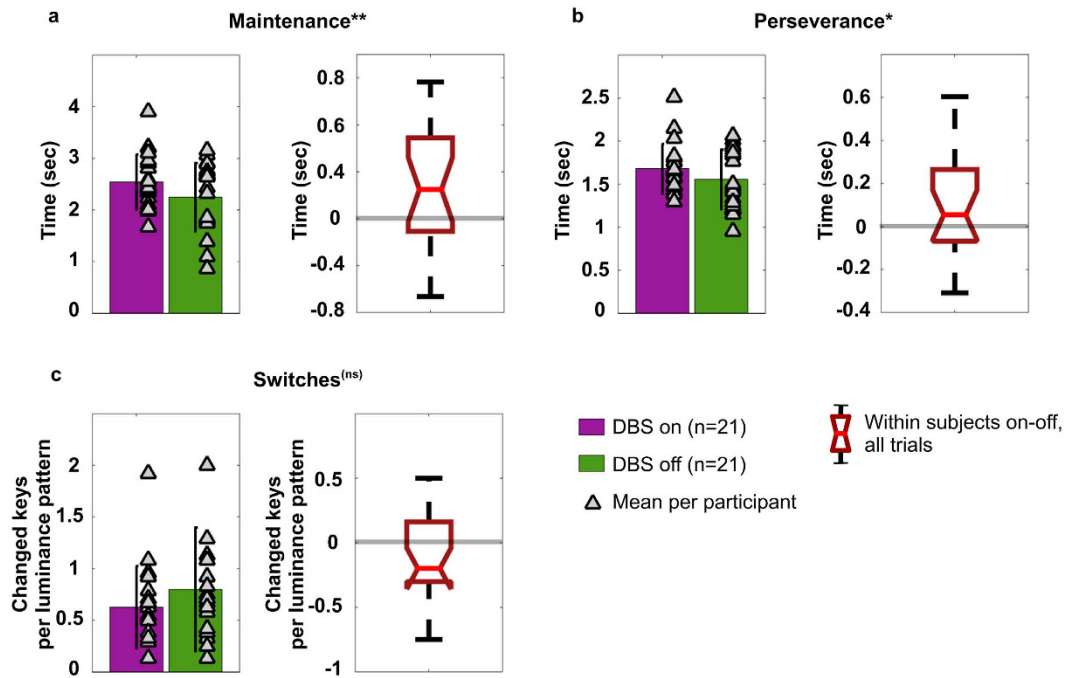 a
Maintenance**
Time (sec)
4
3
2
1
0
Time (sec)
0.8
0.4
0
-0.4
-0.8
b
Perseverance*
Time (sec)
2.5
2
1.5
1
0.5
0
Time (sec)
0.6
0.4
0.2
0
-0.2
-0.4
c
Switches(ns)
Changed keys
per luminance pattern
2
1.5
1
0.5
0
Changed keys
per luminance pattern
0.5
0
-0.5
-1
DBS on (n=21)
DBS off (n=21)
Mean per participant
Within subjects on-off,
all trials